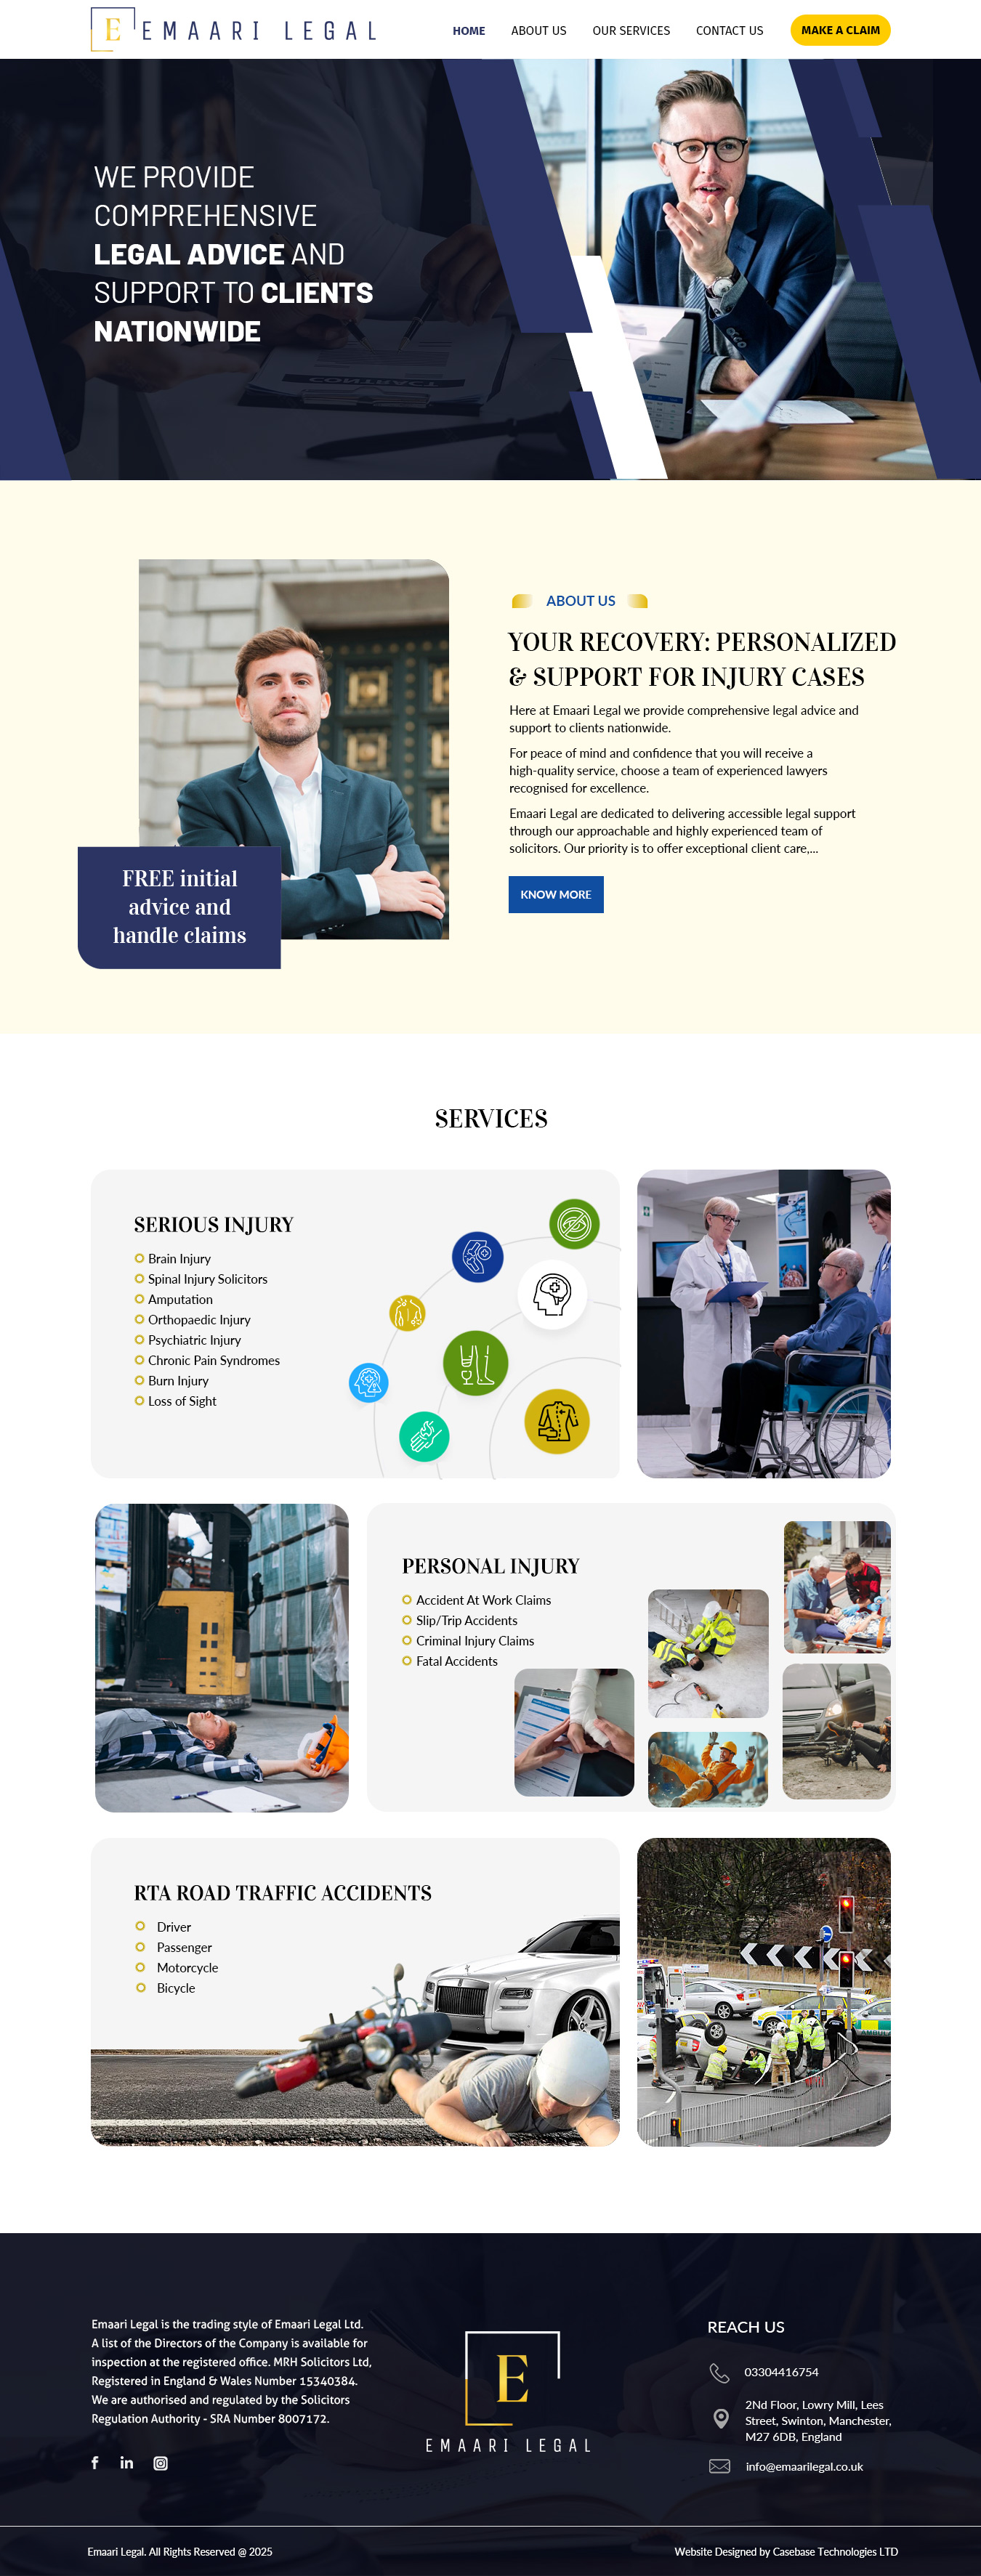 E EMAARI LEGAL
HOME ABOUT US OUR SERVICES CONTACT US MAKE A CLAIM
WE PROVIDE
COMPREHENSIVE
LEGAL ADVICE AND
SUPPORT TO CLIENTS
NATIONWIDE
CONTRACT
ABOUT US
YOUR RECOVERY: PERSONALIZED
& SUPPORT FOR INJURY CASES
Here at Emaari Legal we provide comprehensive legal advice and
support to clients nationwide.
For peace of mind and confidence that you will receive a
high-quality service, choose a team of experienced lawyers
recognised for excellence.
Emaari Legal are dedicated to delivering accessible legal support
through our approachable and highly experienced team of
solicitors. Our priority is to offer exceptional client care,...
KNOW MORE
FREE initial
advice and
handle claims
SERVICES
SERIOUS INJURY
Brain Injury
Spinal Injury Solicitors
Amputation
Orthopaedic Injury
Psychiatric Injury
Chronic Pain Syndromes
Burn Injury
Loss of Sight
PERSONAL INJURY
Accident At Work Claims
Slip/Trip Accidents
Criminal Injury Claims
Fatal Accidents
RTA ROAD TRAFFIC ACCIDENTS
Driver
Passenger
Motorcycle
Bicycle
Emaari Legal is the trading style of Emaari Legal Ltd.
A list of the Directors of the Company is available for
inspection at the registered office. MRH Solicitors Ltd,
Registered in England & Wales Number 15340384.
We are authorised and regulated by the Solicitors
Regulation Authority - SRA Number 8007172.
E
EMAARI LEGAL
REACH US
03304416754
2Nd Floor, Lowry Mill, Lees
Street, Swinton, Manchester,
M27 6DB, England
info@emaarilegal.co.uk
Emaari Legal. All Rights Reserved @ 2025
Website Designed by Casebase Technologies LTD